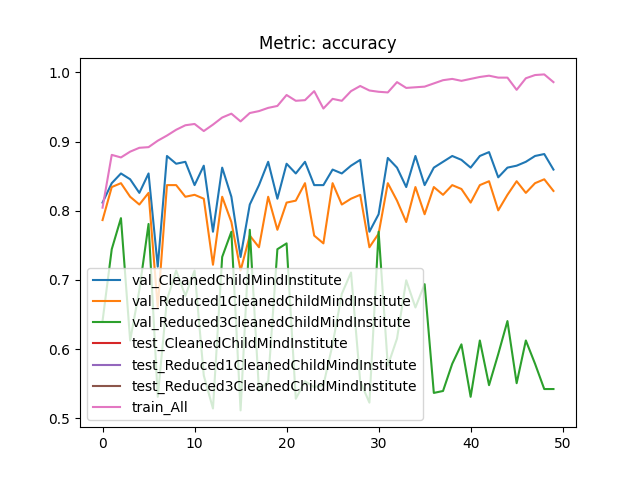 Metric: accuracy
1.0
0.9
0.8
0.7
0.6
0.5
val_CleanedChildMindInstitute
val_Reduced1CleanedChildMindInstitute
val_Reduced3CleanedChildMindInstitute
test_CleanedChildMindInstitute
test_Reduced1CleanedChildMindInstitute
test_Reduced3CleanedChildMindInstitute
train_All
0 10 20 30 40 50